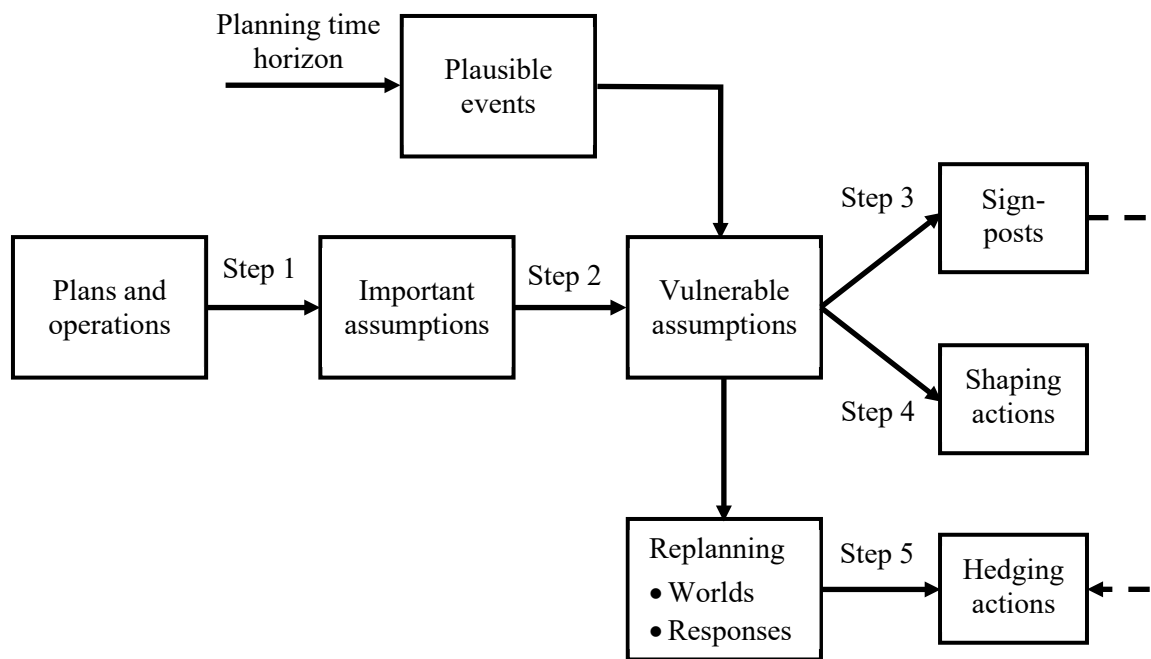 Planning time
horizon
Plausible
events
Step 3
Sign-
posts
Plans and
operations
Step 1
Important
assumptions
Step 2
Vulnerable
assumptions
Step 4
Shaping
actions
Replanning
• Worlds
• Responses
Step 5
Hedging
actions